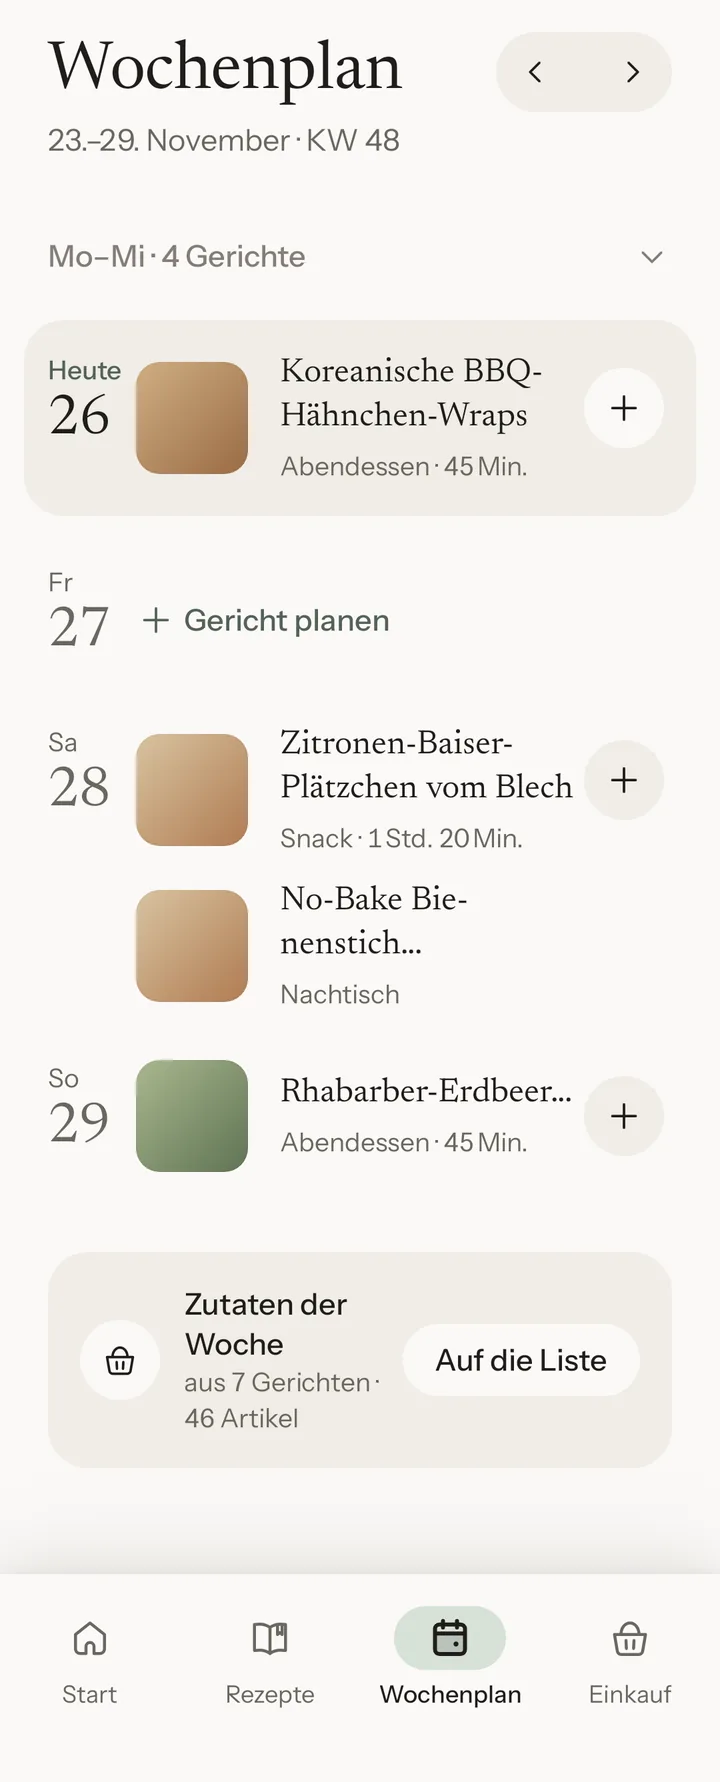 Wochenplan
23.–29. November · KW 48
Mo–Mi · 4 Gerichte
Heute
26
Koreanische BBQ-
Hähnchen-Wraps
Abendessen · 45 Min.
Fr
27
Gericht planen
Sa
28
Zitronen-Baiser-
Plätzchen vom Blech
Snack · 1 Std. 20 Min.
No-Bake Bie-
nenstich...
Nachtisch
So
29
Rhabarber-Erdbeer...
Abendessen · 45 Min.
Zutaten der
Woche
aus 7 Gerichten ·
46 Artikel
Auf die Liste
Start
Rezepte
Wochenplan
Einkauf